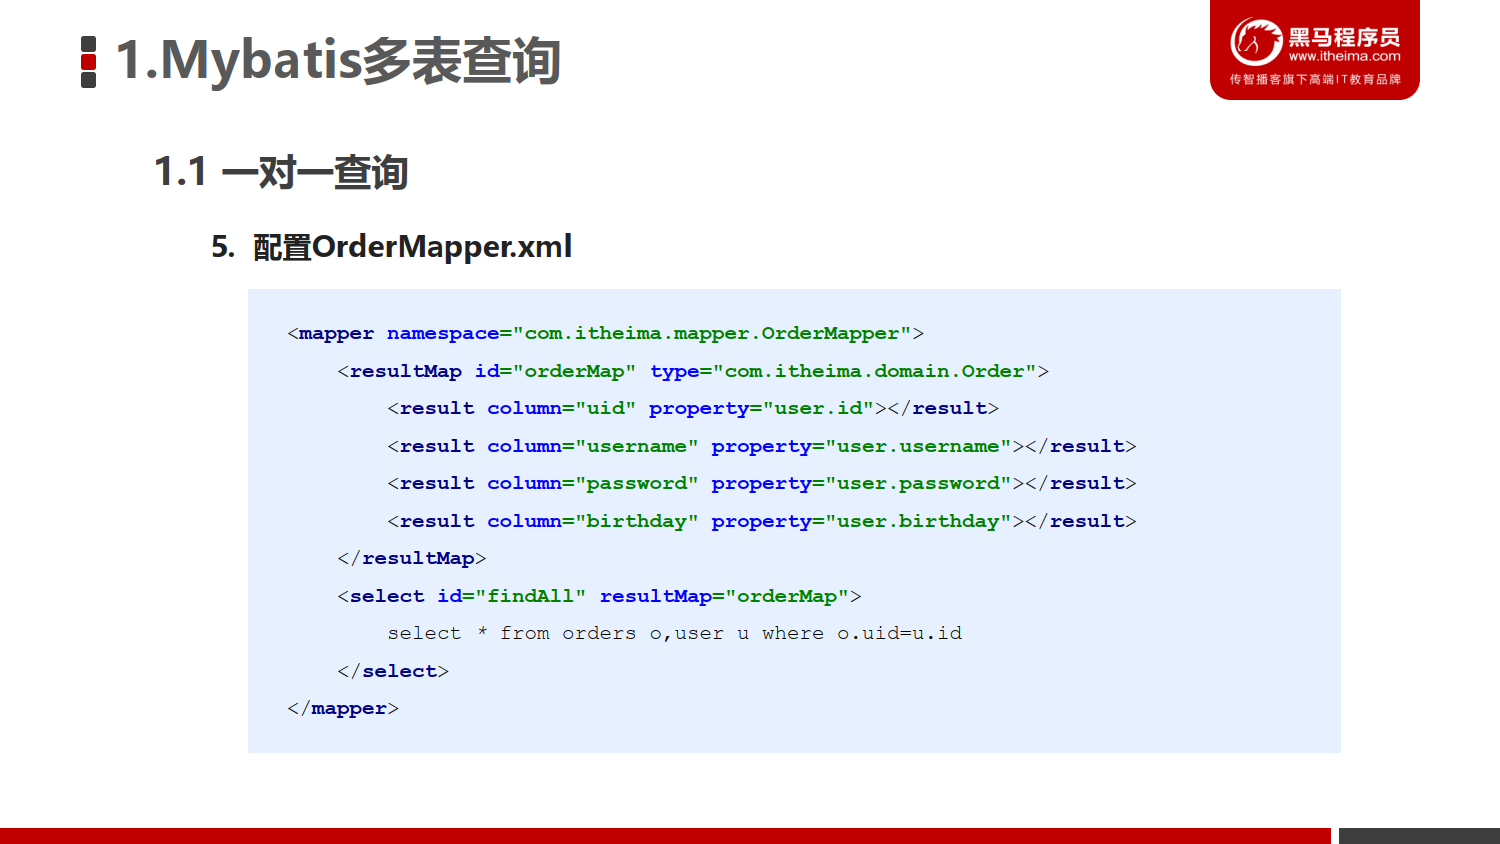 1.Mybatis多表查询
黑马程序员
www.itheima.com
传智播客旗下高端IT教育品牌
1.1 一对一查询
5. 配置OrderMapper.xml
<mapper namespace="com.itheima.mapper.OrderMapper">
    <resultMap id="orderMap" type="com.itheima.domain.Order">
        <result column="uid" property="user.id"></result>
        <result column="username" property="user.username"></result>
        <result column="password" property="user.password"></result>
        <result column="birthday" property="user.birthday"></result>
    </resultMap>
    <select id="findAll" resultMap="orderMap">
        select * from orders o,user u where o.uid=u.id
    </select>
</mapper>